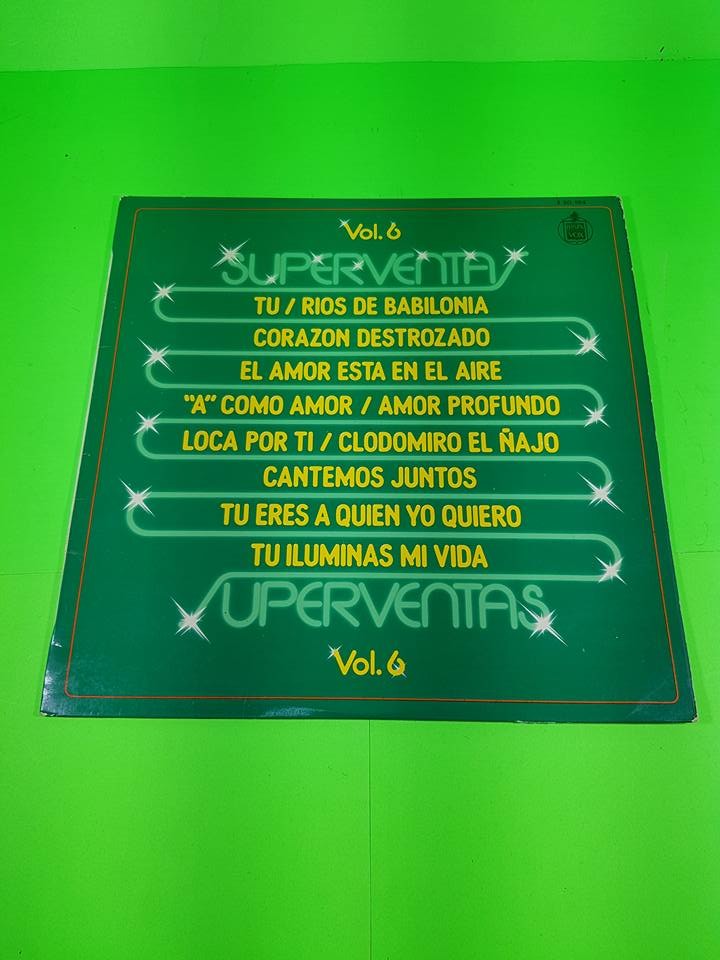 Vol. 6
HISPA
VOX
SUPERVENTAS
TU / RIOS DE BABILONIA
CORAZON DESTROZADO
EL AMOR ESTA EN EL AIRE
"A" COMO AMOR / AMOR PROFUNDO
LOCA POR TI / CLODOMIRO EL ÑAJO
CANTEMOS JUNTOS
TU ERES A QUIEN YO QUIERO
TU ILUMINAS MI VIDA
SUPERVENTAS
Vol. 6